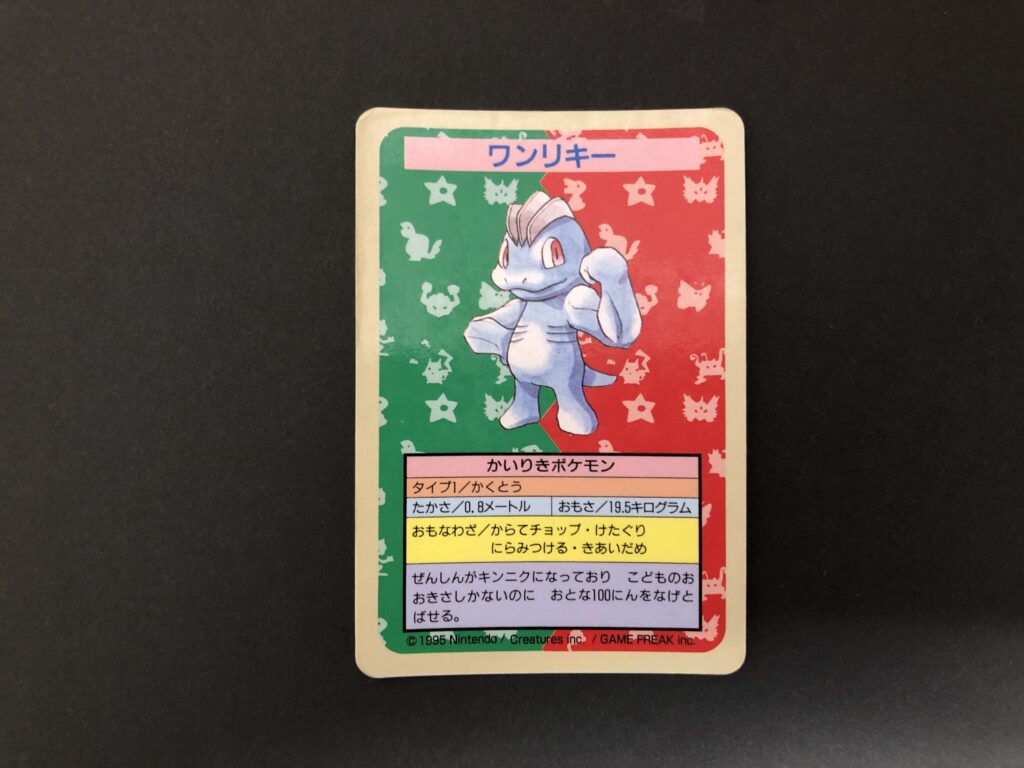 ワンリキー
かいりきポケモン
タイプ1/かくとう
たかさ/0.8メートル おもさ/19.5キログラム
おもなわざ/からてチョップ・けたぐり
にらみつける・きあいだめ
ぜんしんがキンニクになっており こどものお
おきさしかないのに おとな100にんをなげと
ばせる。
© 1995 Nintendo / Creatures inc. / GAME FREAK inc.